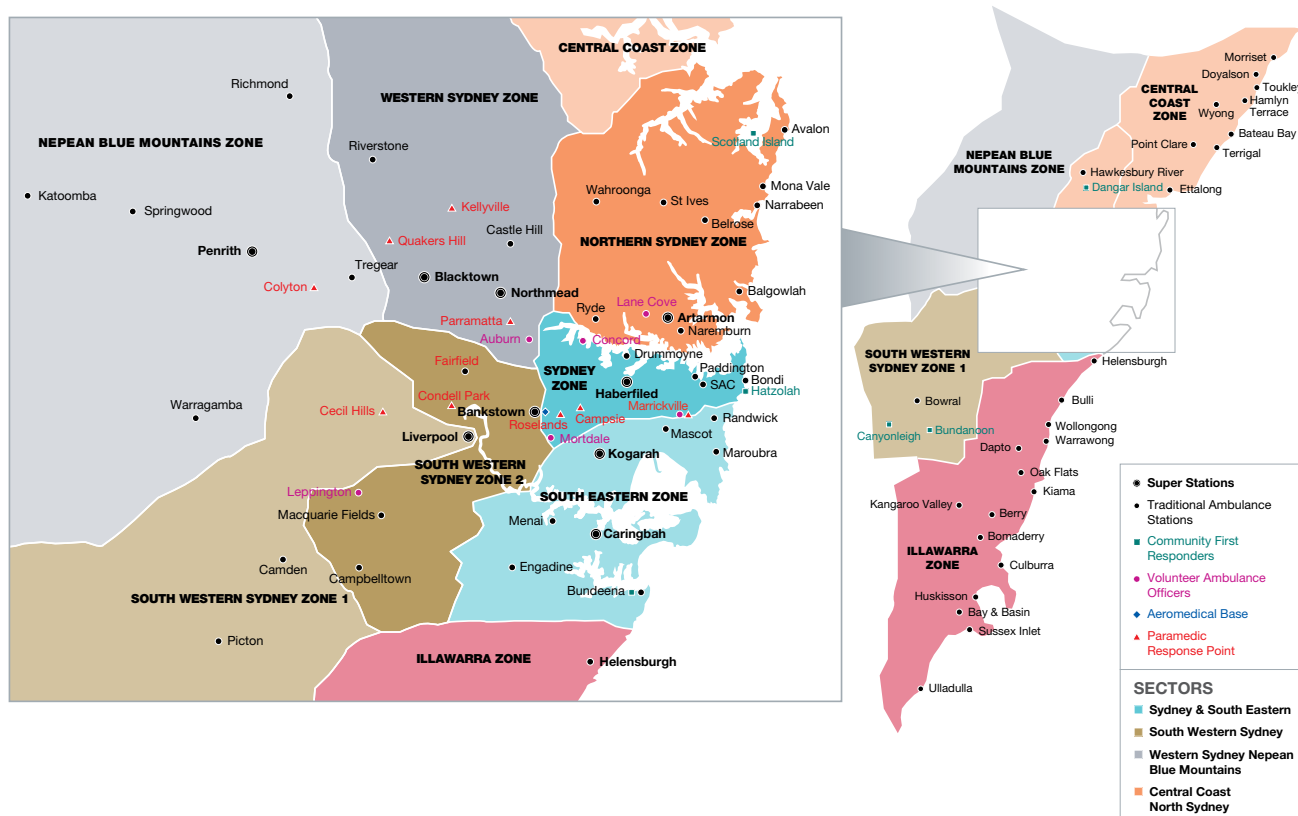 CENTRAL COAST ZONE
Richmond
WESTERN SYDNEY ZONE
NEPEAN BLUE MOUNTAINS ZONE
Riverstone
Avalon
Scotland Island
Katoomba
Springwood
Wahroonga
St Ives
Mona Vale
Narrabeen
Kellyville
Belrose
Castle Hill
Quakers Hill
NORTHERN SYDNEY ZONE
Penrith
Tregear
Blacktown
Colyton
Northmead
Balgowlah
Lane Cove
Ryde
Artarmon
Parramatta
Naremburn
Auburn
Concord
Drummoyne
Fairfield
SYDNEY
ZONE
Paddington
SAC
Bondi
Hatzolah
Haberfiled
Condell Park
Warragamba
Cecil Hills
Bankstown
Roselands
Campsie
Marrickville
Randwick
Liverpool
Mortdale
Mascot
Maroubra
Kogarah
SOUTH WESTERN
SYDNEY ZONE 2
Leppington
SOUTH EASTERN ZONE
Macquarie Fields
Menai
Caringbah
Camden
Campbelltown
Engadine
Bundeena
SOUTH WESTERN SYDNEY ZONE 1
Picton
ILLAWARRA ZONE
Helensburgh
Morriset
Doyalson
Toukley
CENTRAL
COAST
ZONE
Hamlyn
Terrace
Wyong
Bateau Bay
Point Clare
Terrigal
NEPEAN BLUE
MOUNTAINS ZONE
Hawkesbury River
Dangar Island
Ettalong
SOUTH WESTERN
SYDNEY ZONE 1
Helensburgh
Bowral
Bulli
Canyonleigh
Bundanoon
Wollongong
Warrawong
Dapto
Oak Flats
Kiama
Kangaroo Valley
Berry
Bomaderry
ILLAWARRA
ZONE
Culburra
Huskisson
Bay & Basin
Sussex Inlet
Ulladulla
Super Stations
Traditional Ambulance
Stations
Community First
Responders
Volunteer Ambulance
Officers
Aeromedical Base
Paramedic
Response Point
SECTORS
Sydney & South Eastern
South Western Sydney
Western Sydney Nepean
Blue Mountains
Central Coast
North Sydney